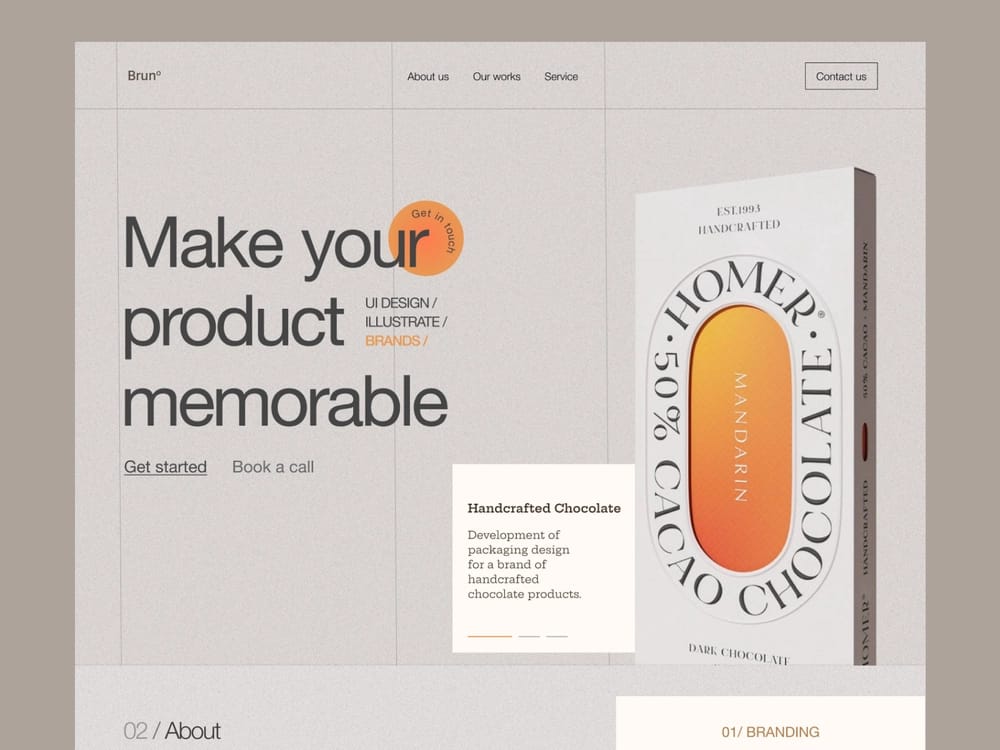 Brunº
About us
Our works
Service
Contact us
Make your
Get in touch
product
UI DESIGN /
ILLUSTRATE /
BRANDS /
memorable
Get started
Book a call
Handcrafted Chocolate
Development of
packaging design
for a brand of
handcrafted
chocolate products.
EST.1993
HANDCRAFTED
HOMER® · 50% CACAO CHOCOLATE ·
MANDARIN
DARK CHOCOLATE
50% CACAO · MANDARIN
HANDCRAFTED
HOMER®
02 / About
01/ BRANDING